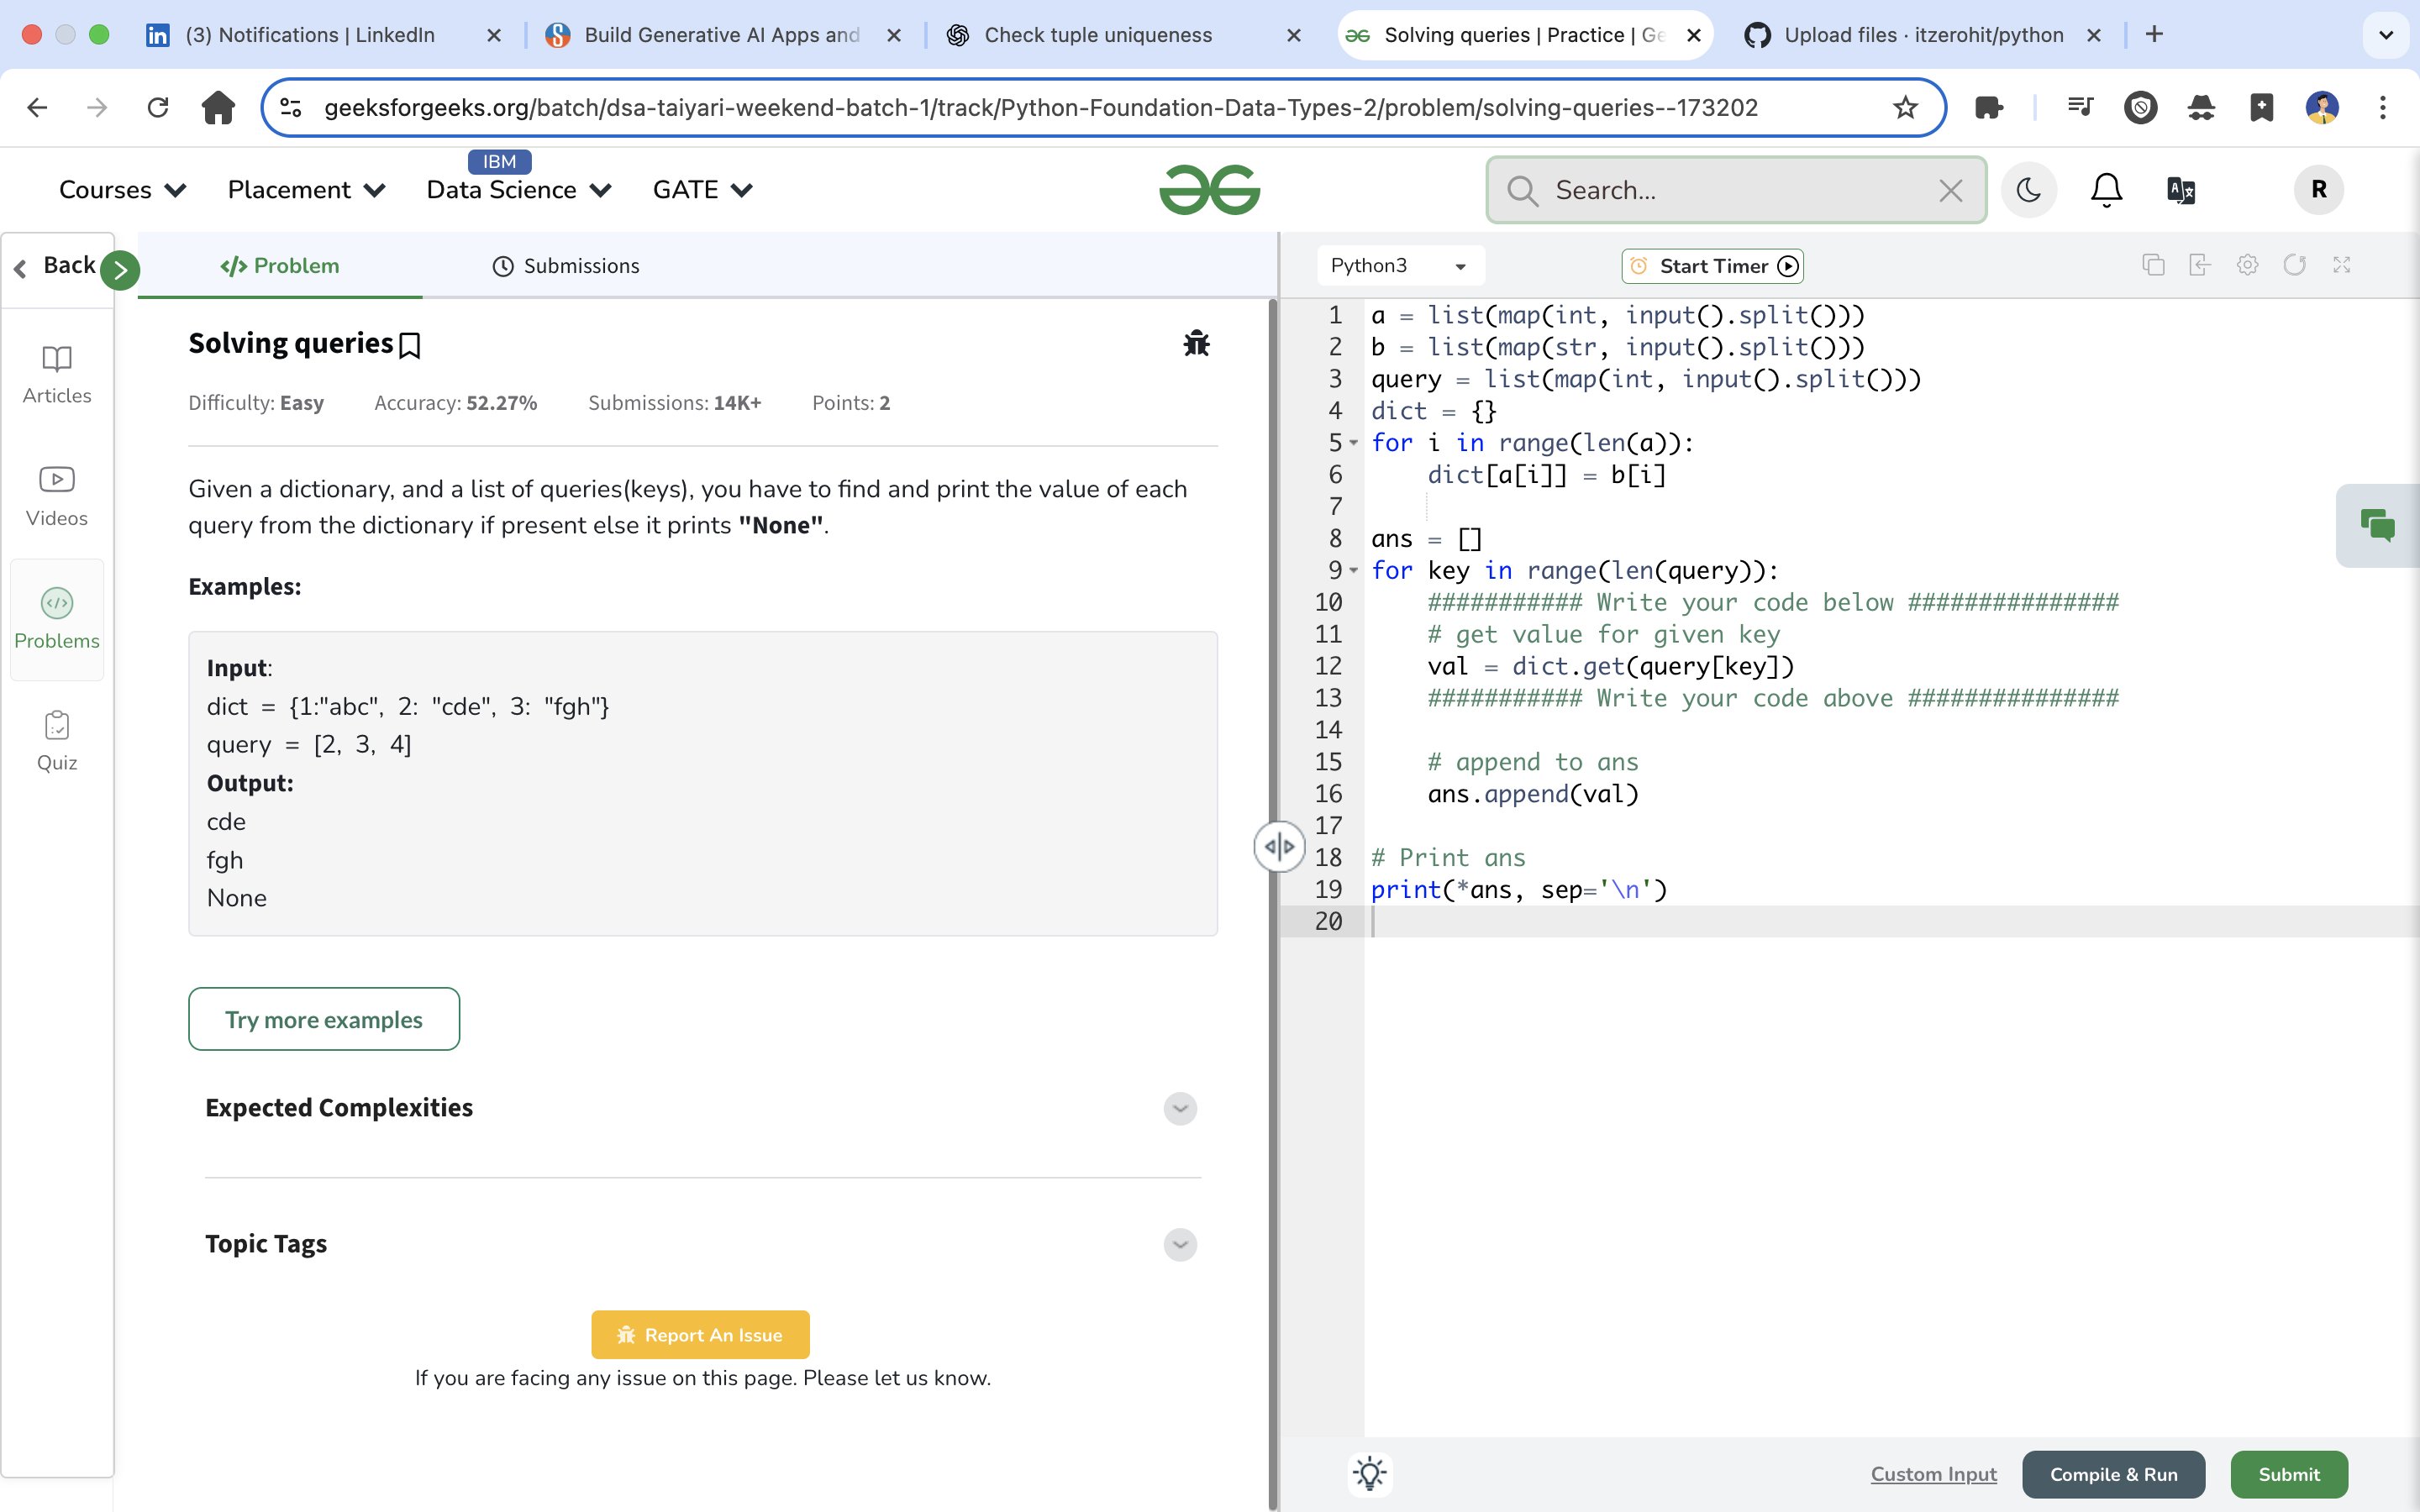 (3) Notifications | LinkedIn
Build Generative AI Apps and
Check tuple uniqueness
Solving queries | Practice | Ge
Upload files · itzerohit/python
geeksforgeeks.org/batch/dsa-taiyari-weekend-batch-1/track/Python-Foundation-Data-Types-2/problem/solving-queries--173202
Courses
Placement
IBM
Data Science
GATE
Search...
R
Back
Articles
Videos
Problems
Quiz
Problem
Submissions
Solving queries
Difficulty: Easy Accuracy: 52.27% Submissions: 14K+ Points: 2
Given a dictionary, and a list of queries(keys), you have to find and print the value of each
query from the dictionary if present else it prints "None".
Examples:
Input:
dict = {1:"abc", 2: "cde", 3: "fgh"}
query = [2, 3, 4]
Output:
cde
fgh
None
Try more examples
Expected Complexities
Topic Tags
Report An Issue
If you are facing any issue on this page. Please let us know.
Python3
Start Timer
1 a = list(map(int, input().split()))
2 b = list(map(str, input().split()))
3 query = list(map(int, input().split()))
4 dict = {}
5 for i in range(len(a)):
6     dict[a[i]] = b[i]
7
8 ans = []
9 for key in range(len(query)):
10     ########### Write your code below ###############
11     # get value for given key
12     val = dict.get(query[key])
13     ########### Write your code above ###############
14
15     # append to ans
16     ans.append(val)
17
18 # Print ans
19 print(*ans, sep='\n')
20
Custom Input
Compile & Run
Submit